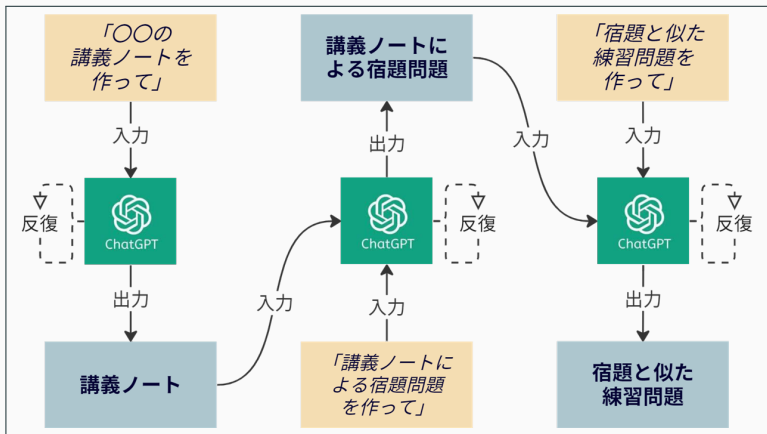 「〇〇の
講義ノートを
作って」
入力
反復
ChatGPT
出力
講義ノート
入力
講義ノートに
よる宿題問題
出力
ChatGPT
反復
入力
「講義ノートに
よる宿題問題
を作って」
入力
「宿題と似た
練習問題を
作って」
入力
ChatGPT
反復
出力
宿題と似た
練習問題